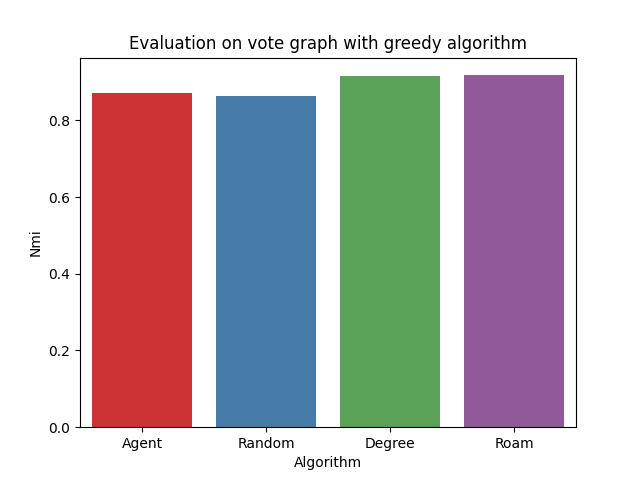 Evaluation on vote graph with greedy algorithm
0.8
0.6
0.4
0.2
0.0
Nmi
Agent Random Degree Roam
Algorithm